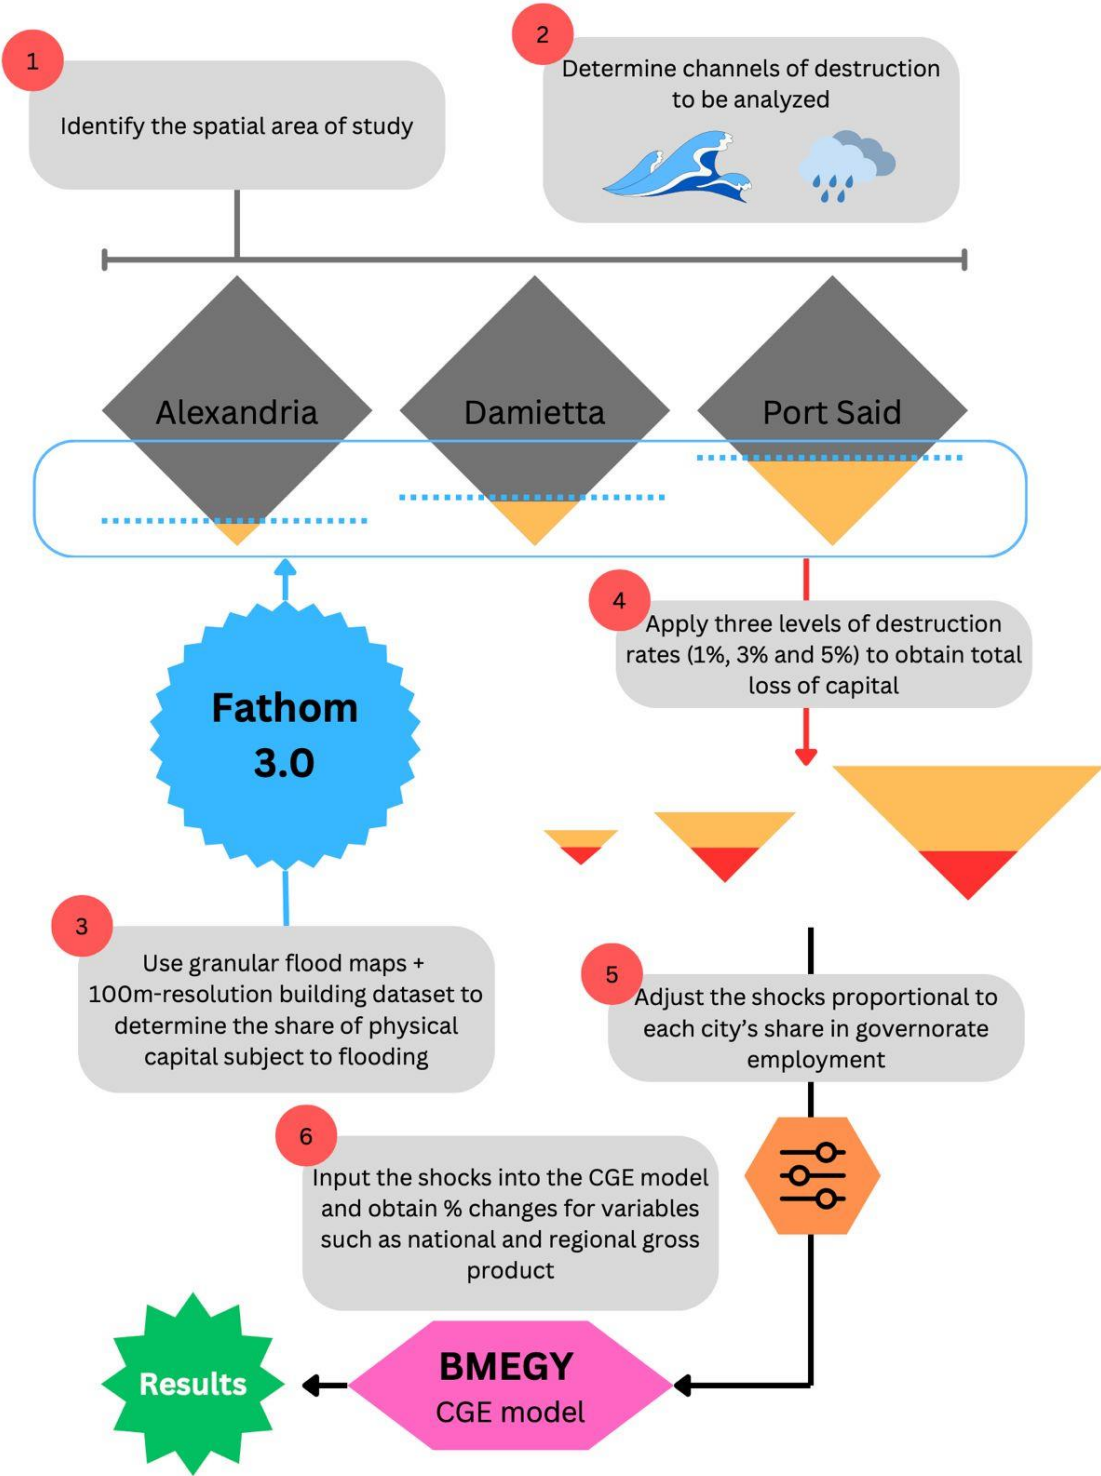 1
Identify the spatial area of study
2
Determine channels of destruction
to be analyzed
Alexandria
Damietta
Port Said
Fathom
3.0
4
Apply three levels of destruction
rates (1%, 3% and 5%) to obtain total
loss of capital
3
Use granular flood maps +
100m-resolution building dataset to
determine the share of physical
capital subject to flooding
5
Adjust the shocks proportional to
each city's share in governorate
employment
6
Input the shocks into the CGE model
and obtain % changes for variables
such as national and regional gross
product
BMEGY
CGE model
Results